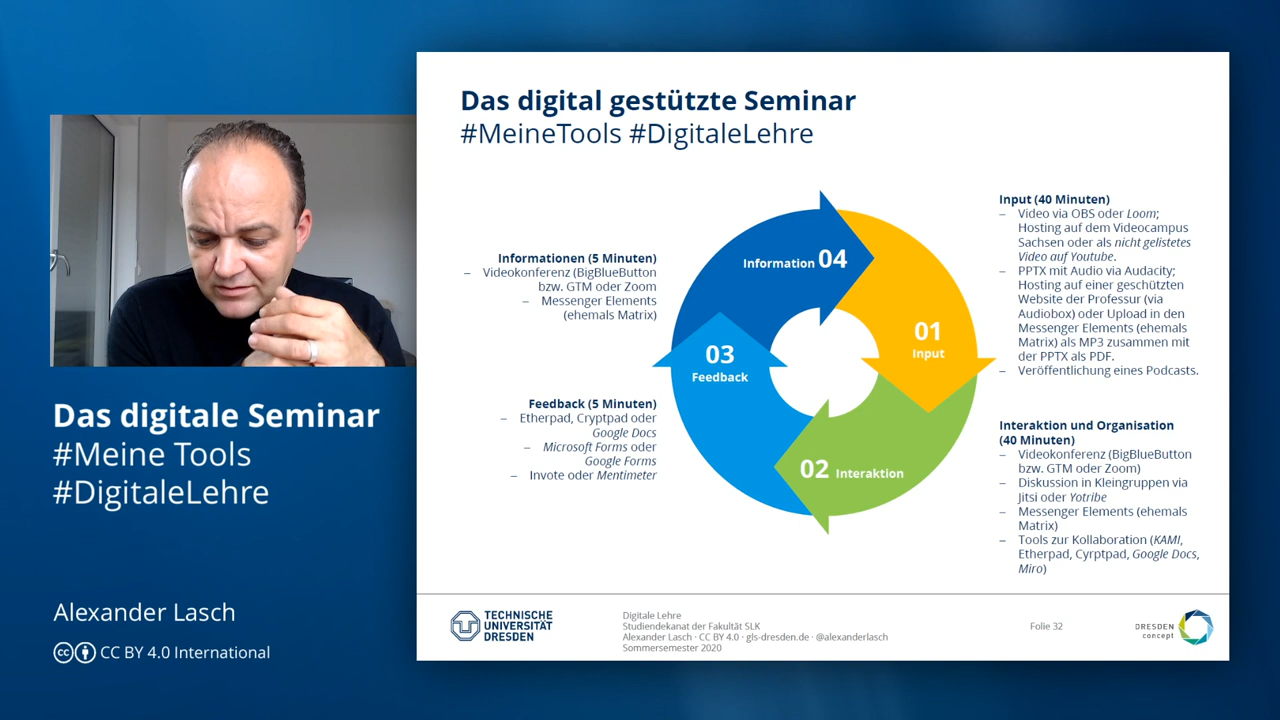 Das digital gestützte Seminar
#MeineTools #DigitaleLehre
Informationen (5 Minuten)
– Videokonferenz (BigBlueButton
bzw. GTM oder Zoom
– Messenger Elements
(ehemals Matrix)
Feedback (5 Minuten)
– Etherpad, Cryptpad oder
Google Docs
– Microsoft Forms oder
Google Forms
– Invote oder Mentimeter
Information 04
01
Input
02 Interaktion
03
Feedback
Input (40 Minuten)
– Video via OBS oder Loom;
Hosting auf dem Videocampus
Sachsen oder als nicht gelistetes
Video auf Youtube.
– PPTX mit Audio via Audacity;
Hosting auf einer geschützten
Website der Professur (via
Audiobox) oder Upload in den
Messenger Elements (ehemals
Matrix) als MP3 zusammen mit
der PPTX als PDF.
– Veröffentlichung eines Podcasts.
Interaktion und Organisation
(40 Minuten)
– Videokonferenz (BigBlueButton
bzw. GTM oder Zoom)
– Diskussion in Kleingruppen via
Jitsi oder Yotribe
– Messenger Elements (ehemals
Matrix)
– Tools zur Kollaboration (KAMI,
Etherpad, Cyrptpad, Google Docs,
Miro)
TECHNISCHE
UNIVERSITÄT
DRESDEN
Digitale Lehre
Studiendekanat der Fakultät SLK
Alexander Lasch · CC BY 4.0 · gls-dresden.de · @alexanderlasch
Sommersemester 2020
Folie 32
DRESDEN
concept
Das digitale Seminar
#Meine Tools
#DigitaleLehre
Alexander Lasch
CC BY 4.0 International